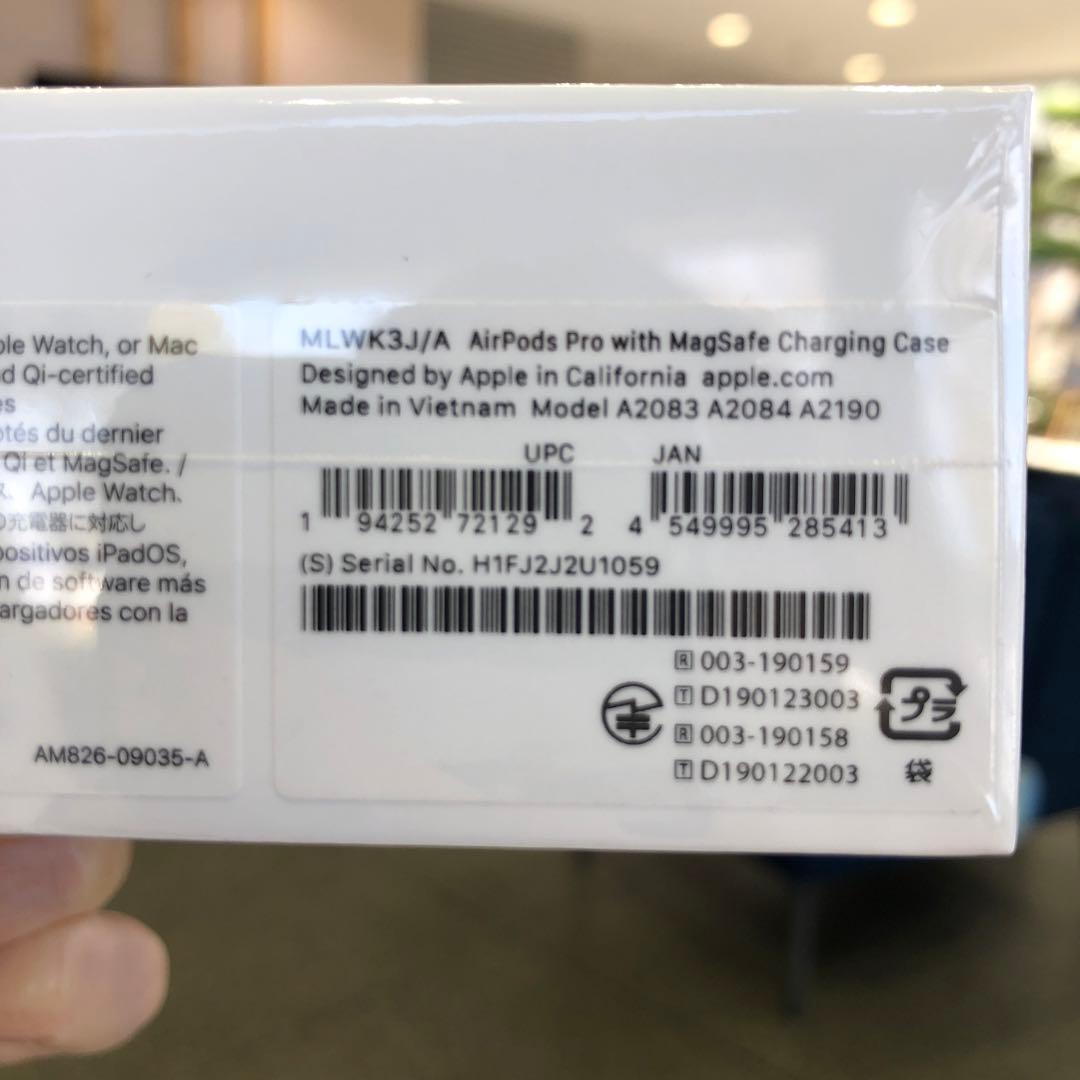 ple Watch, or Mac
d Qi-certified
es
otés du dernier
Qi et MagSafe. /
ス、Apple Watch、
の充電器に対応し
positivos iPadOS,
n de software más
argadores con la
AM826-09035-A
MLWK3J/A AirPods Pro with MagSafe Charging Case
Designed by Apple in California apple.com
Made in Vietnam Model A2083 A2084 A2190
UPC JAN
1 94252 72129 2 4 549995 285413
(S) Serial No. H1FJ2J2U1059
R 003-190159
T D190123003
R 003-190158
T D190122003
プラ
袋